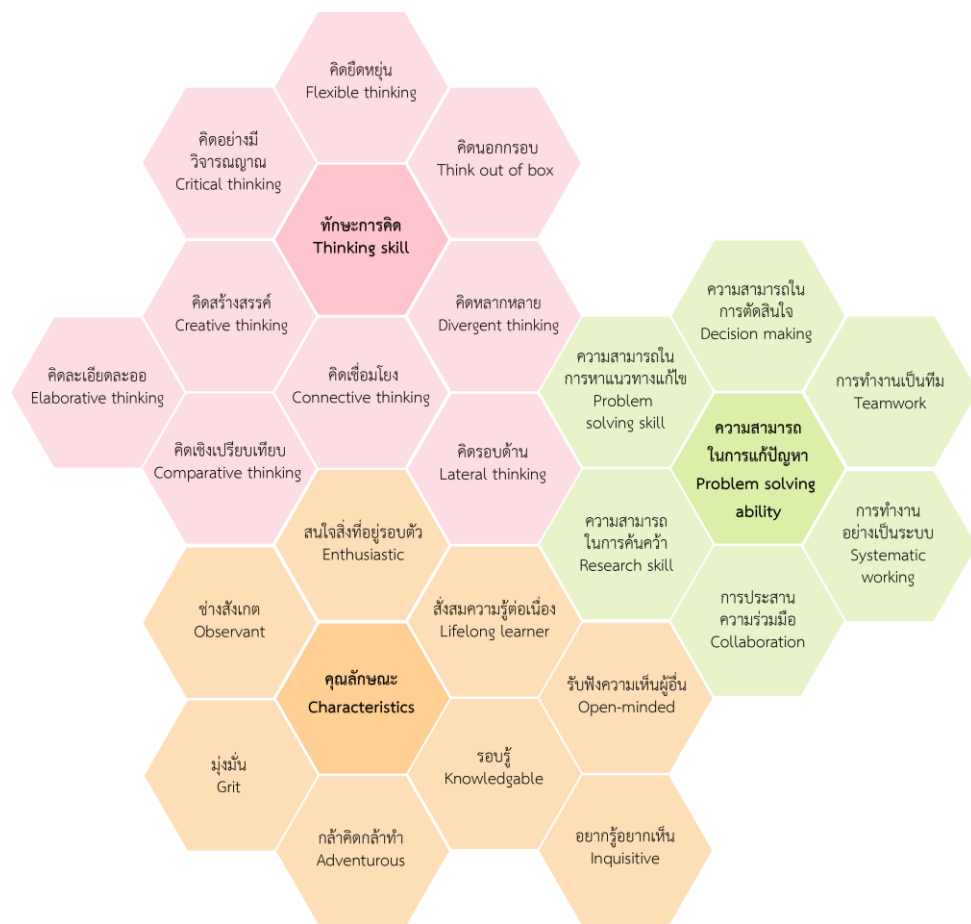 คิดยืดหยุ่น
Flexible thinking
คิดอย่างมี
วิจารณญาณ
Critical thinking
คิดนอกกรอบ
Think out of box
ทักษะการคิด
Thinking skill
คิดสร้างสรรค์
Creative thinking
คิดหลากหลาย
Divergent thinking
คิดละเอียดละออ
Elaborative thinking
คิดเชื่อมโยง
Connective thinking
คิดเชิงเปรียบเทียบ
Comparative thinking
คิดรอบด้าน
Lateral thinking
ความสามารถใน
การตัดสินใจ
Decision making
ความสามารถใน
การหาแนวทางแก้ไข
Problem
solving skill
การทำงานเป็นทีม
Teamwork
ความสามารถ
ในการแก้ปัญหา
Problem solving
ability
ความสามารถ
ในการค้นคว้า
Research skill
การทำงาน
อย่างเป็นระบบ
Systematic
working
การประสาน
ความร่วมมือ
Collaboration
สนใจสิ่งที่อยู่รอบตัว
Enthusiastic
ช่างสังเกต
Observant
สั่งสมความรู้ต่อเนื่อง
Lifelong learner
คุณลักษณะ
Characteristics
รับฟังความเห็นผู้อื่น
Open-minded
มุ่งมั่น
Grit
รอบรู้
Knowledgable
กล้าคิดกล้าทำ
Adventurous
อยากรู้อยากเห็น
Inquisitive